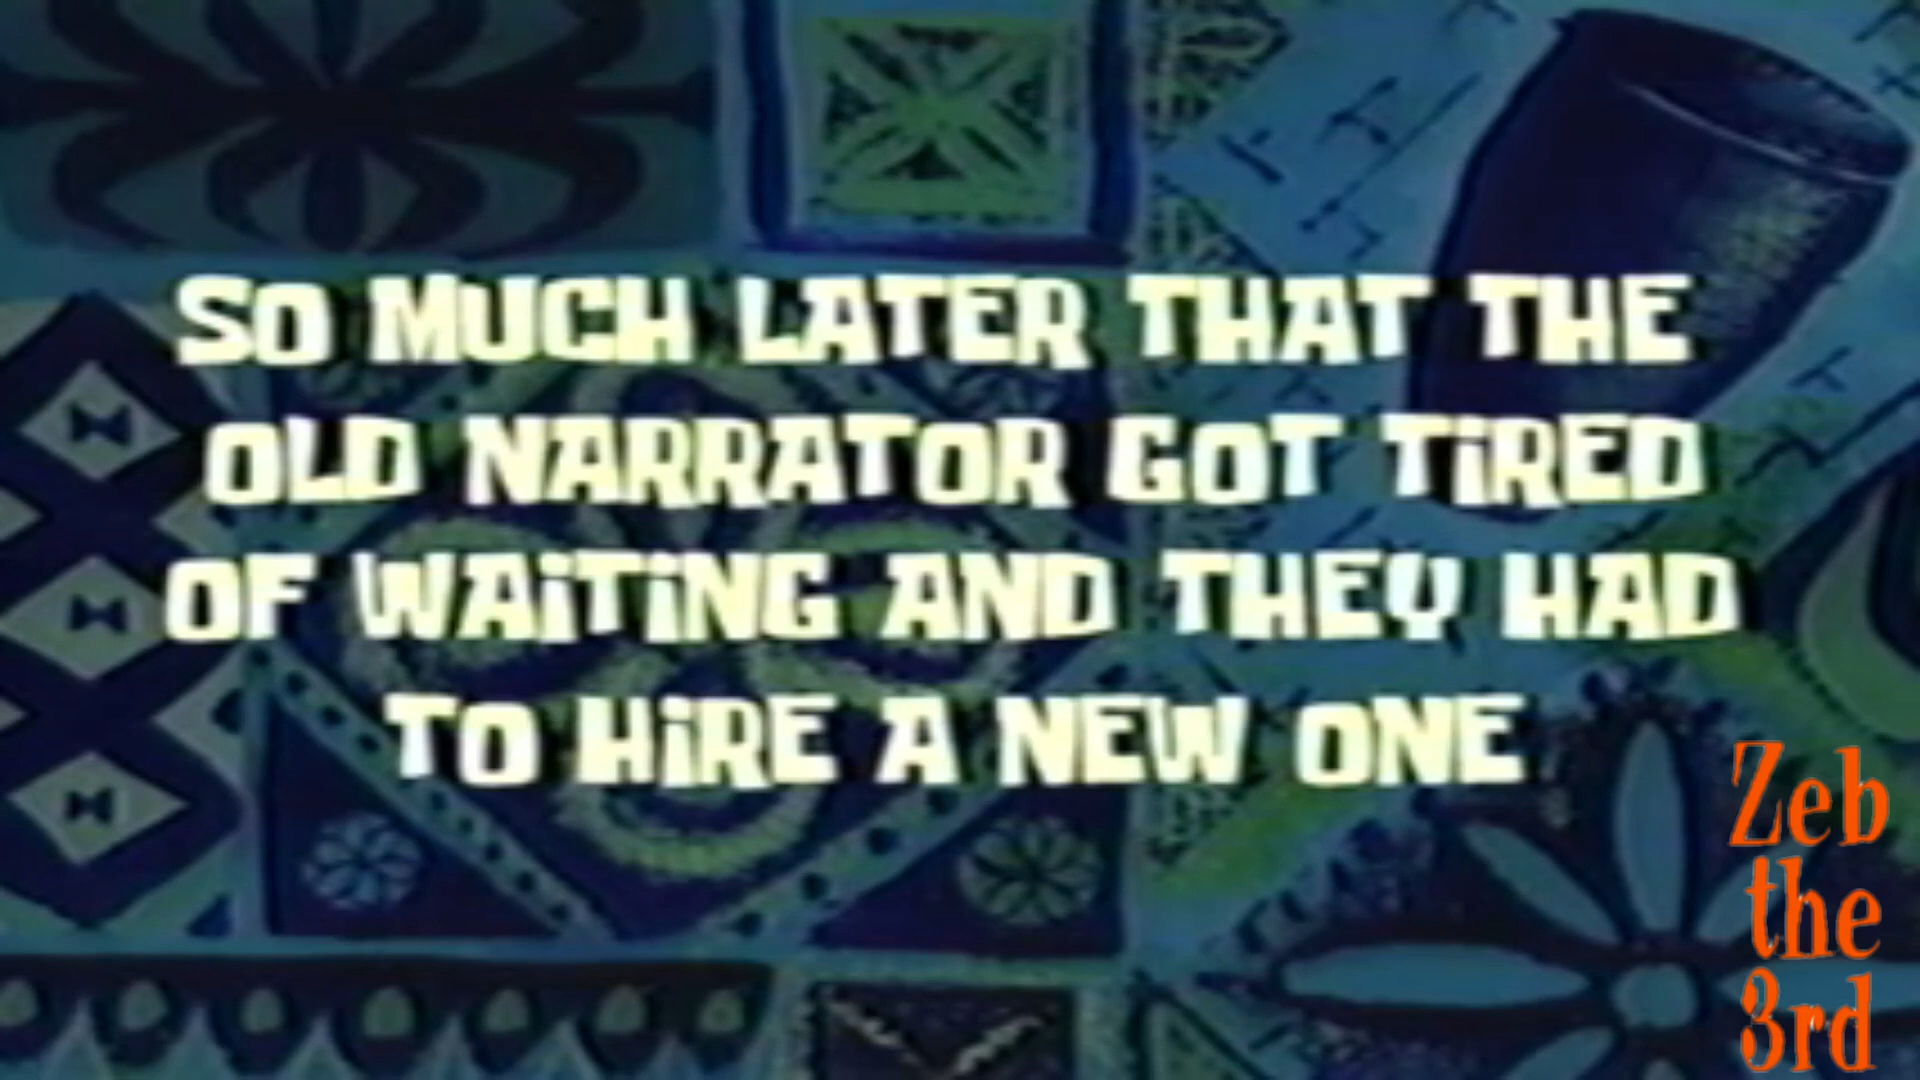 SO MUCH LATER THAT THE
OLD NARRATOR GOT TiRED
OF WAiTiNG AND THEY HAD
TO HiRE A NEW ONE
Zeb
the
3rd